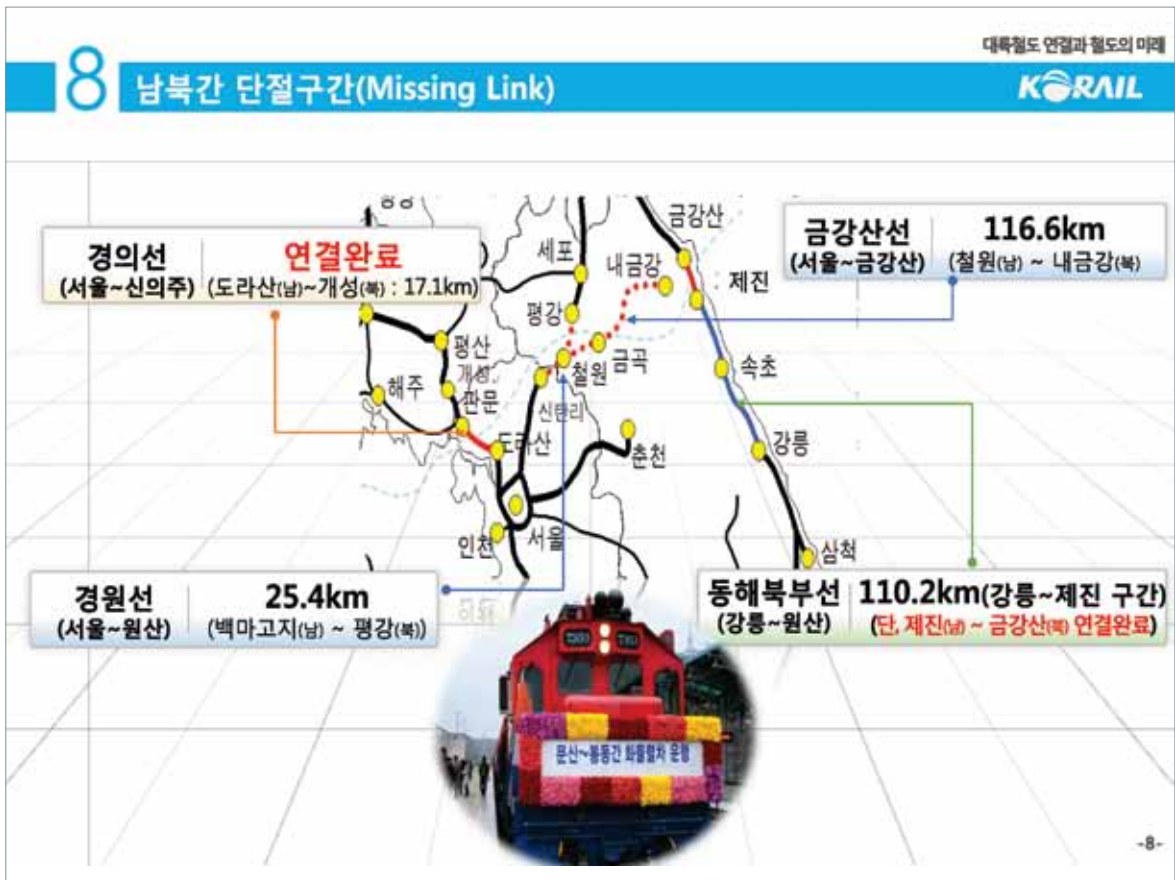 대륙철도 연결과 철도의 미래
8 남북간 단절구간(Missing Link)
KORAIL
경의선
(서울~신의주)
연결완료
(도라산(남)~개성(북) : 17.1km)
금강산선
(서울~금강산)
116.6km
(철원(남) ~ 내금강(북)
금강산
세포
내금강
제진
평강
평산
개성
철원
금곡
속초
해주
판문
신탄리
도라산
춘천
강릉
인천
서울
삼척
경원선
(서울~원산)
25.4km
(백마고지(남) ~ 평강(북))
동해북부선
(강릉~원산)
110.2km(강릉~제진 구간)
(단, 제진(남) ~ 금강산(북) 연결완료)
문산~봉동간 화물열차 운행
-8-